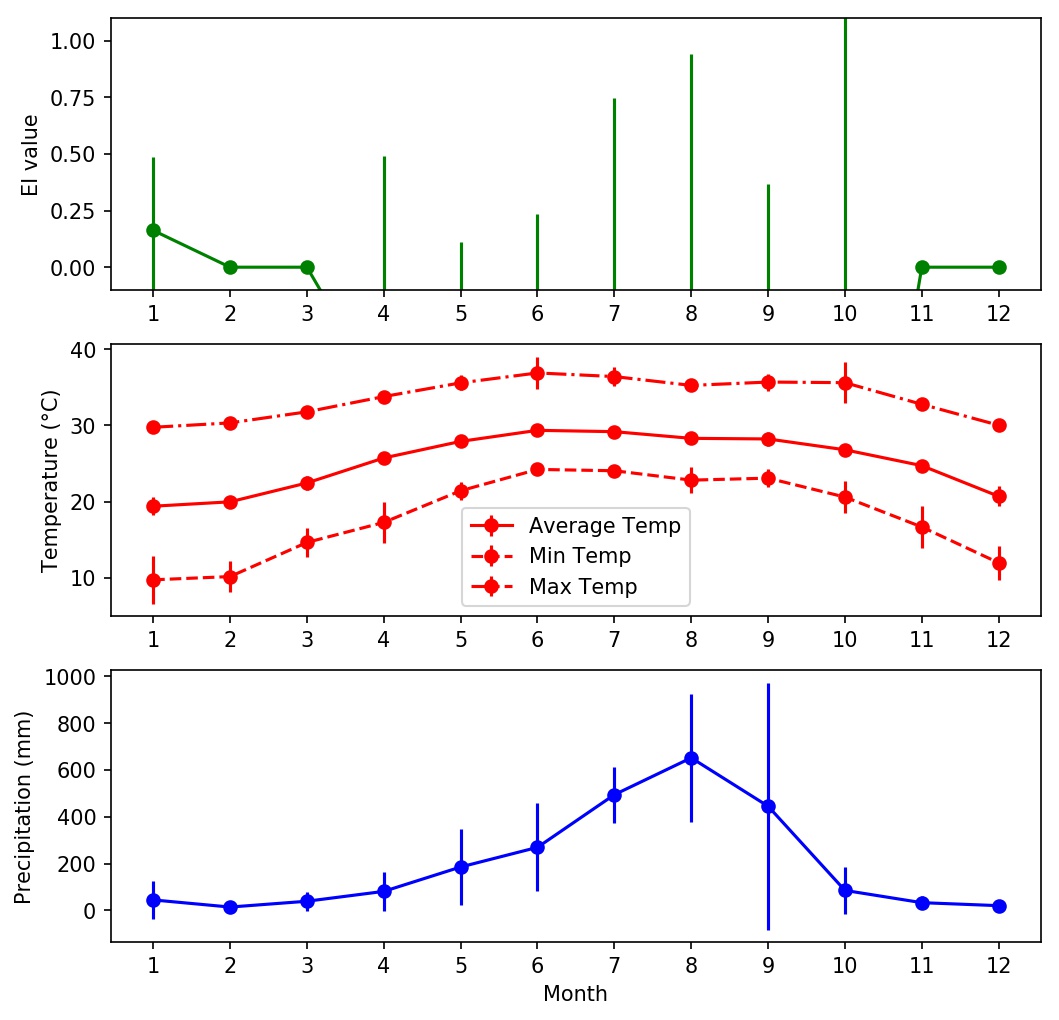 EI value
1.00
0.75
0.50
0.25
0.00
1 2 3 4 5 6 7 8 9 10 11 12
Temperature (°C)
40
30
20
10
Average Temp
Min Temp
Max Temp
1 2 3 4 5 6 7 8 9 10 11 12
Precipitation (mm)
1000
800
600
400
200
0
1 2 3 4 5 6 7 8 9 10 11 12
Month